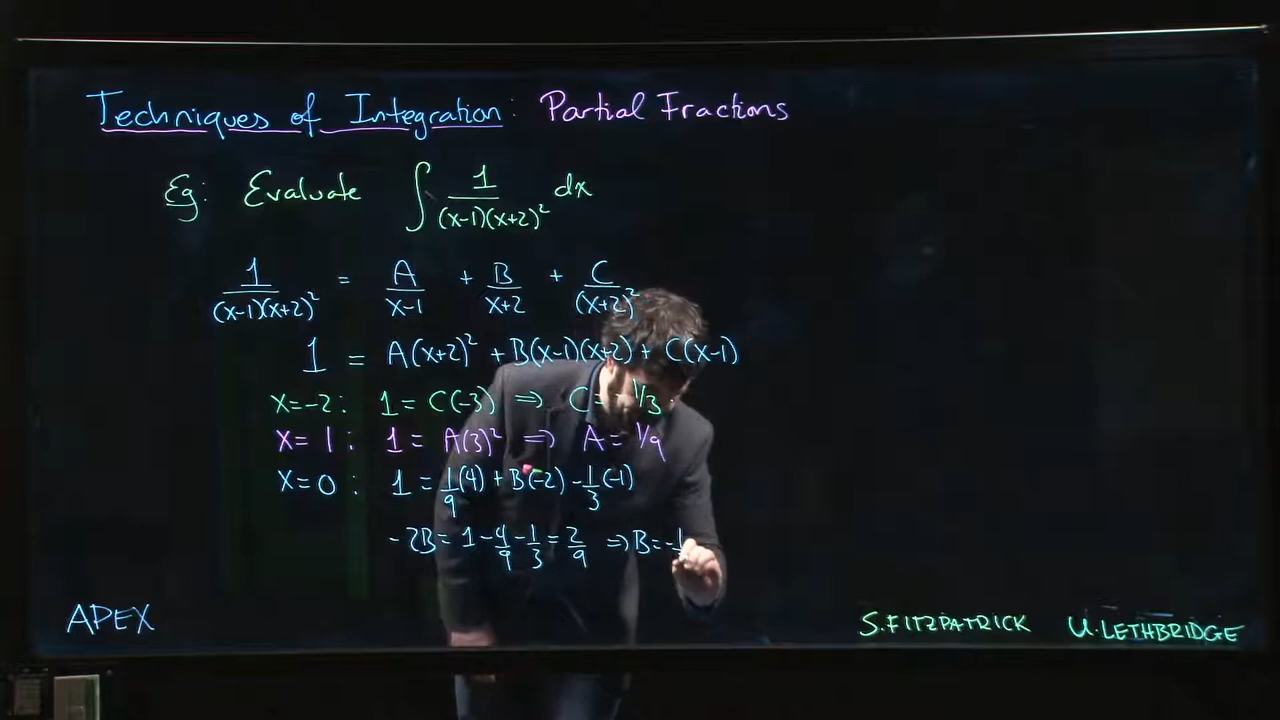 Techniques of Integration: Partial Fractions
Eg: Evaluate ∫ 1/((x-1)(x+2)²) dx
1/((x-1)(x+2)²) = A/(x-1) + B/(x+2) + C/(x+2)²
1 = A(x+2)² + B(x-1)(x+2) + C(x-1)
x=-2: 1 = C(-3) ⇒ C = -1/3
x=1: 1 = A(3)² ⇒ A = 1/9
x=0: 1 = 1/9(4) + B(-2) - 1/3(-1)
-2B = 1 - 4/9 - 1/3 = 2/9 ⇒ B = -1
APEX
S.FITZPATRICK U.LETHBRIDGE